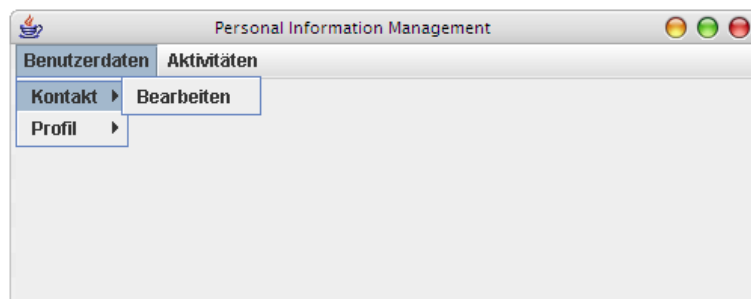 Personal Information Management
Benutzerdaten Aktivitäten
Kontakt Bearbeiten
Profil